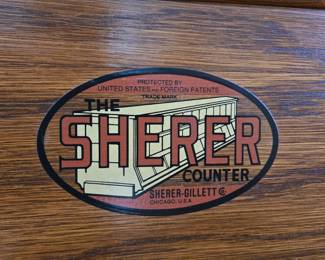 PROTECTED BY
UNITED STATES AND FOREIGN PATENTS
TRADE MARK
THE
SHERER
COUNTER
SHERER-GILLETT Co.
CHICAGO, U.S.A.